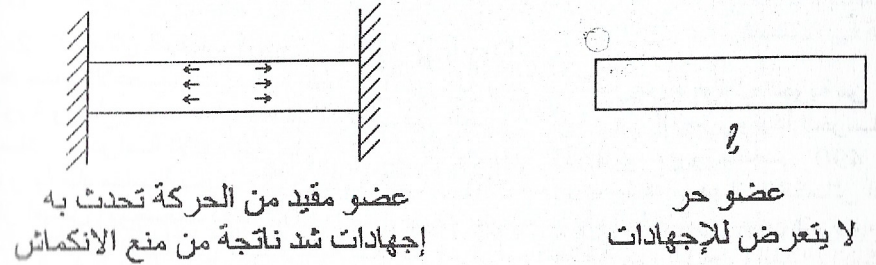 عضو حر
لا يتعرض للإجهادات
عضو مقيد من الحركة تحدث به
إجهادات شد ناتجة من منع الانكماش